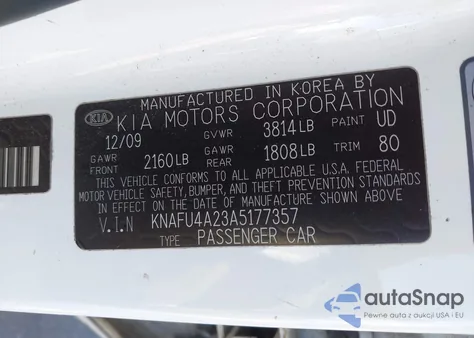 MANUFACTURED IN KOREA BY
KIA KIA MOTORS CORPORATION
12/09 GVWR 3814LB PAINT UD
GAWR FRONT 2160LB GAWR REAR 1808LB TRIM 80
THIS VEHICLE CONFORMS TO ALL APPLICABLE U.S.A. FEDERAL
MOTOR VEHICLE SAFETY, BUMPER, AND THEFT PREVENTION STANDARDS
IN EFFECT ON THE DATE OF MANUFACTURE SHOWN ABOVE
V.I.N KNAFU4A23A5177357
TYPE PASSENGER CAR
autoSnap
Pewne auta z USA i EU